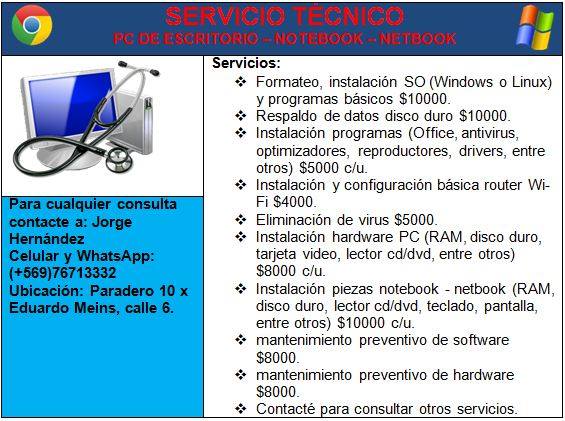 SERVICIO TÉCNICO
PC DE ESCRITORIO – NOTEBOOK – NETBOOK
Servicios:
❖ Formateo, instalación SO (Windows o Linux)
y programas básicos $10000.
❖ Respaldo de datos disco duro $10000.
❖ Instalación programas (Office, antivirus,
optimizadores, reproductores, drivers, entre
otros) $5000 c/u.
❖ Instalación y configuración básica router Wi-
Fi $4000.
❖ Eliminación de virus $5000.
❖ Instalación hardware PC (RAM, disco duro,
tarjeta video, lector cd/dvd, entre otros)
$8000 c/u.
❖ Instalación piezas notebook - netbook (RAM,
disco duro, lector cd/dvd, teclado, pantalla,
entre otros) $10000 c/u.
❖ mantenimiento preventivo de software
$8000.
❖ mantenimiento preventivo de hardware
$8000.
❖ Contacté para consultar otros servicios.
Para cualquier consulta
contacte a: Jorge
Hernández
Celular y WhatsApp:
(+569)76713332
Ubicación: Paradero 10 x
Eduardo Meins, calle 6.